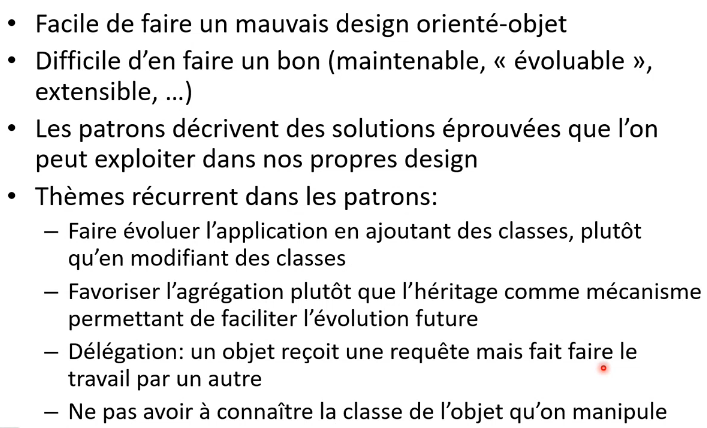 • Facile de faire un mauvais design orienté-objet
• Difficile d'en faire un bon (maintenable, « évoluable »,
extensible, …)
• Les patrons décrivent des solutions éprouvées que l'on
peut exploiter dans nos propres design
• Thèmes récurrent dans les patrons:
– Faire évoluer l'application en ajoutant des classes, plutôt
qu'en modifiant des classes
– Favoriser l'agrégation plutôt que l'héritage comme mécanisme
permettant de faciliter l'évolution future
– Délégation: un objet reçoit une requête mais fait faire le
travail par un autre
– Ne pas avoir à connaître la classe de l'objet qu'on manipule